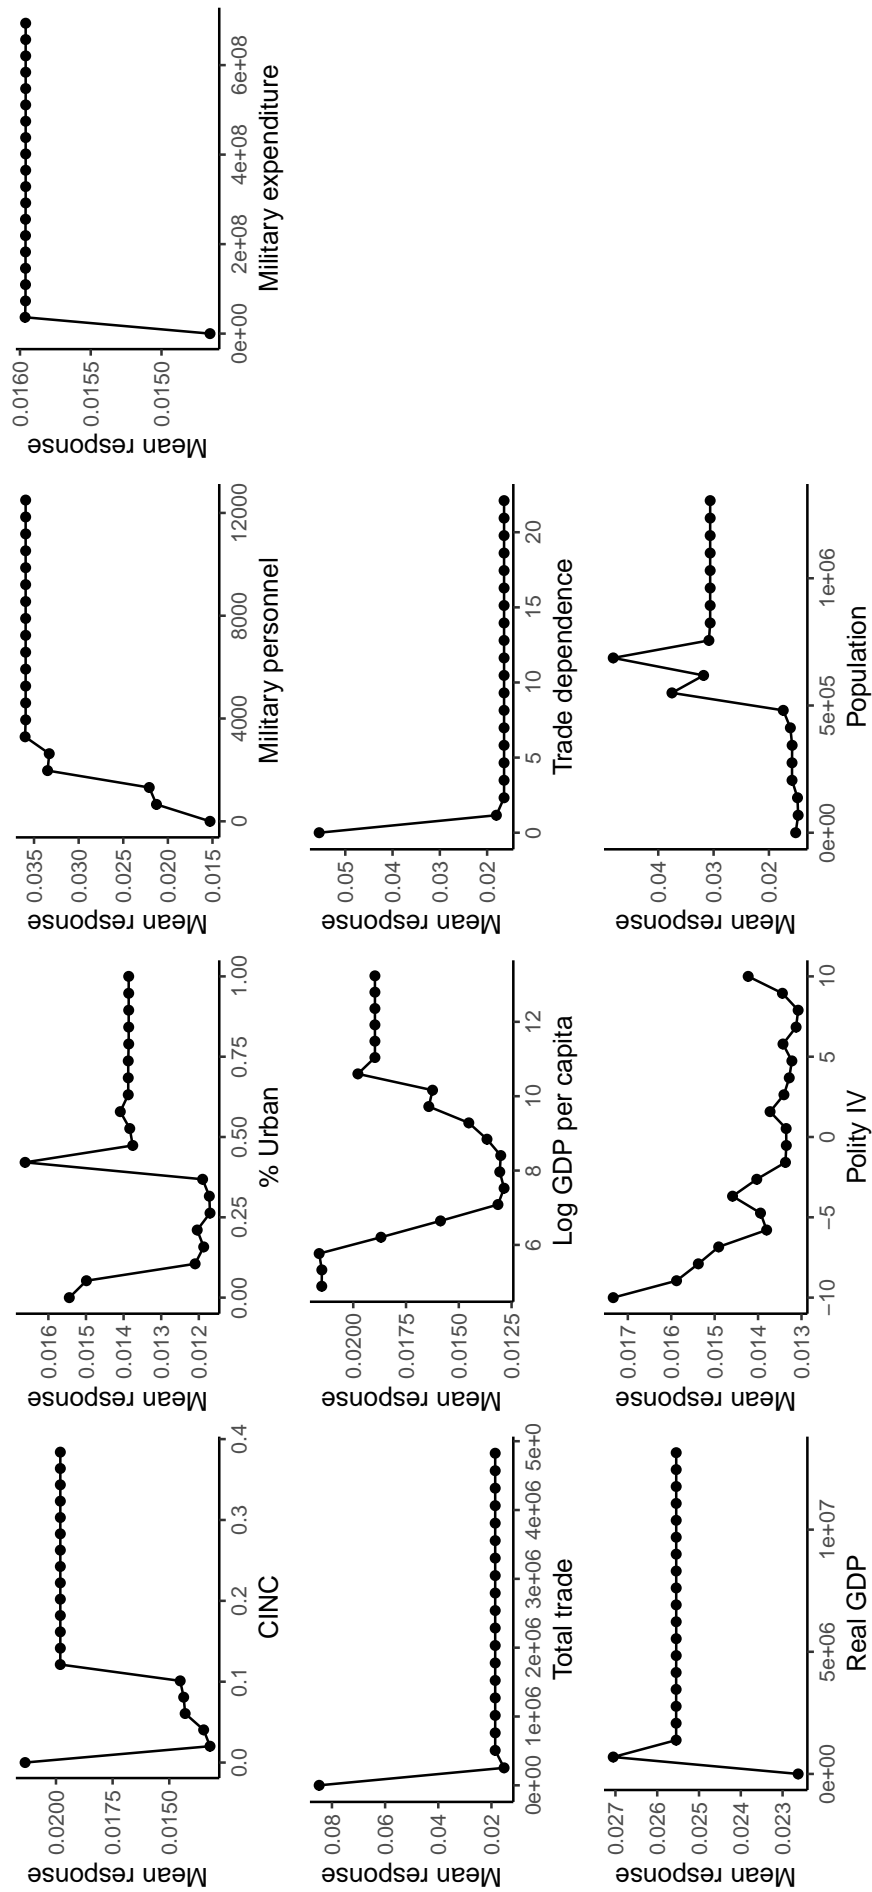 Mean response
0.0200
0.0175
0.0150
0.0
0.1
0.2
0.3
0.4
CINC
Mean response
0.016
0.015
0.014
0.013
0.012
0.00
0.25
0.50
0.75
1.00
% Urban
Mean response
0.035
0.030
0.025
0.020
0.015
0
4000
8000
12000
Military personnel
Mean response
0.0160
0.0155
0.0150
0e+00
2e+08
4e+08
6e+08
Military expenditure
Mean response
0.08
0.06
0.04
0.02
0e+00
1e+06
2e+06
3e+06
4e+06
5e+0
Total trade
Mean response
0.0200
0.0175
0.0150
0.0125
6
8
10
12
Log GDP per capita
Mean response
0.05
0.04
0.03
0.02
0
5
10
15
20
Trade dependence
Mean response
0.027
0.026
0.025
0.024
0.023
0e+00
5e+06
1e+07
Real GDP
Mean response
0.017
0.016
0.015
0.014
0.013
−10
−5
0
5
10
Polity IV
Mean response
0.04
0.03
0.02
0e+00
5e+05
1e+06
Population